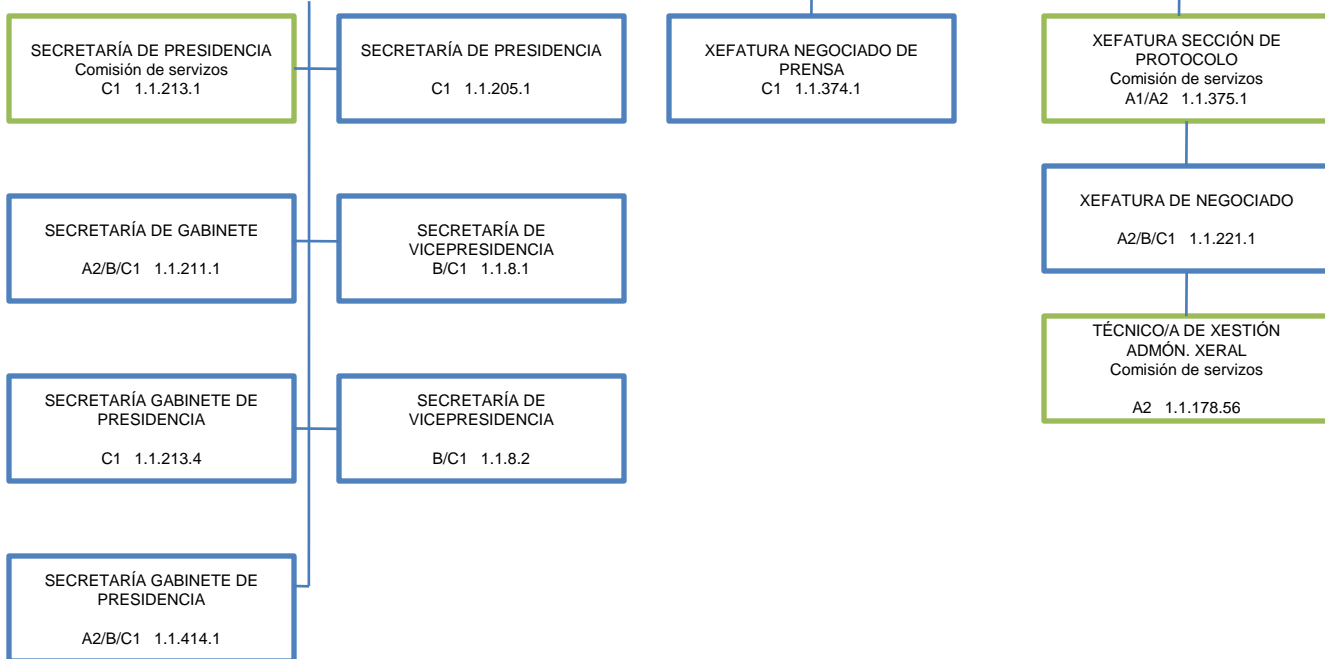 SECRETARÍA DE PRESIDENCIA
Comisión de servizos
C1 1.1.213.1
SECRETARÍA DE PRESIDENCIA
C1 1.1.205.1
XEFATURA NEGOCIADO DE
PRENSA
C1 1.1.374.1
XEFATURA SECCIÓN DE
PROTOCOLO
Comisión de servizos
A1/A2 1.1.375.1
SECRETARÍA DE GABINETE
A2/B/C1 1.1.211.1
SECRETARÍA DE
VICEPRESIDENCIA
B/C1 1.1.8.1
XEFATURA DE NEGOCIADO
A2/B/C1 1.1.221.1
TÉCNICO/A DE XESTIÓN
ADMÓN. XERAL
Comisión de servizos
A2 1.1.178.56
SECRETARÍA GABINETE DE
PRESIDENCIA
C1 1.1.213.4
SECRETARÍA DE
VICEPRESIDENCIA
B/C1 1.1.8.2
SECRETARÍA GABINETE DE
PRESIDENCIA
A2/B/C1 1.1.414.1